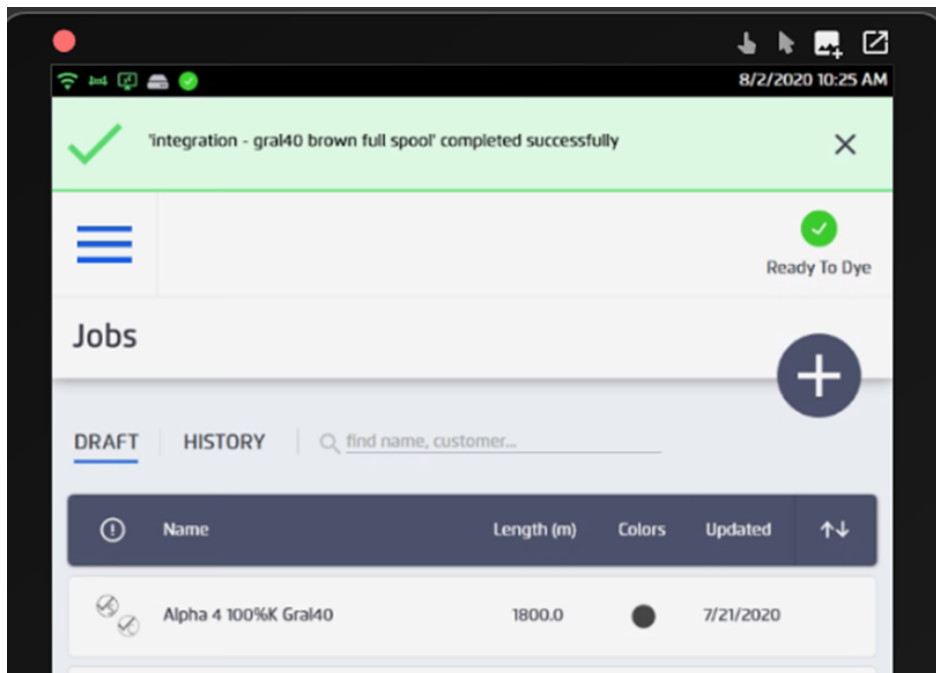 8/2/2020 10:25 AM
'integration - gral40 brown full spool' completed successfully
Ready To Dye
Jobs
DRAFT HISTORY find name, customer...
Name Length (m) Colors Updated
Alpha 4 100%K Gral40 1800.0 7/21/2020